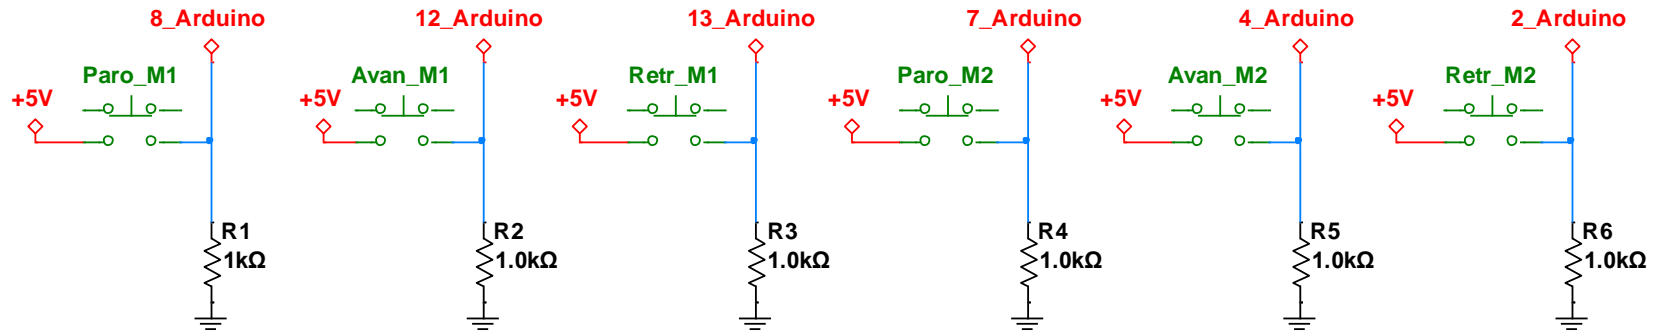 8_Arduino 12_Arduino 13_Arduino 7_Arduino 4_Arduino 2_Arduino
Paro_M1 Avan_M1 Retr_M1 Paro_M2 Avan_M2 Retr_M2
+5V +5V +5V +5V +5V +5V
R1 R2 R3 R4 R5 R6
1kΩ 1.0kΩ 1.0kΩ 1.0kΩ 1.0kΩ 1.0kΩ